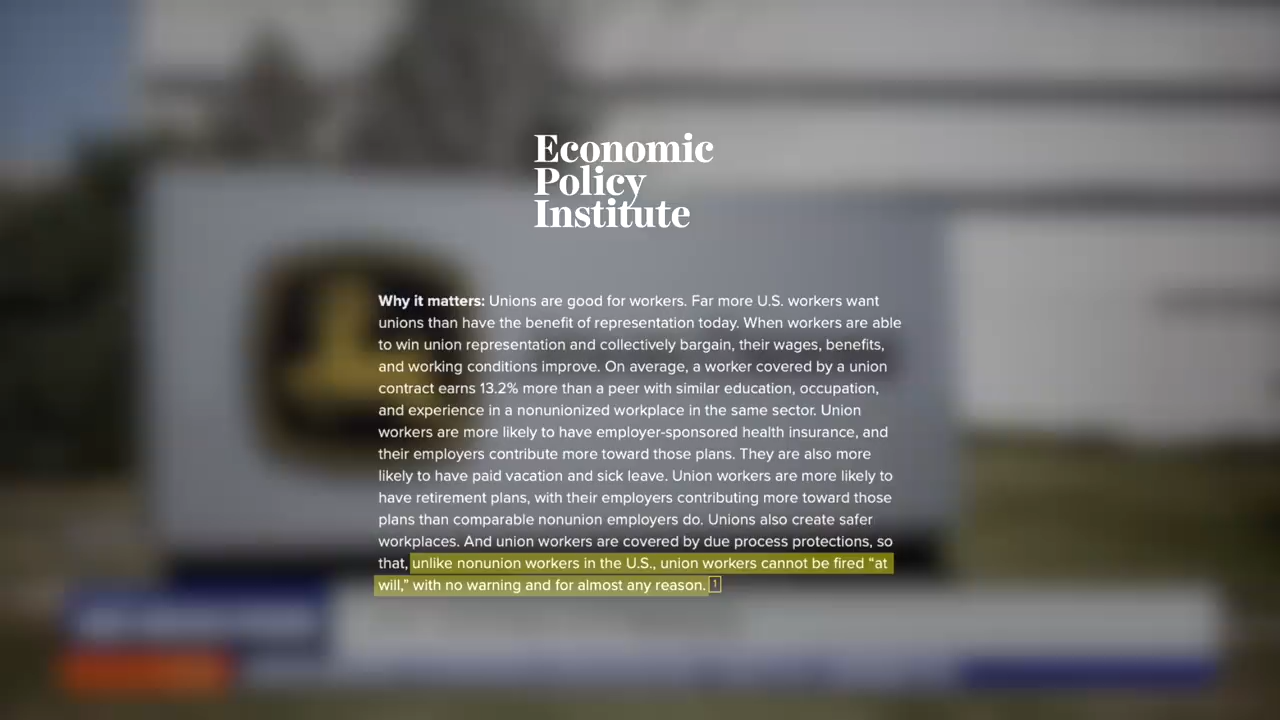 Economic
Policy
Institute
Why it matters: Unions are good for workers. Far more U.S. workers want
unions than have the benefit of representation today. When workers are able
to win union representation and collectively bargain, their wages, benefits,
and working conditions improve. On average, a worker covered by a union
contract earns 13.2% more than a peer with similar education, occupation,
and experience in a nonunionized workplace in the same sector. Union
workers are more likely to have employer-sponsored health insurance, and
their employers contribute more toward those plans. They are also more
likely to have paid vacation and sick leave. Union workers are more likely to
have retirement plans, with their employers contributing more toward those
plans than comparable nonunion employers do. Unions also create safer
workplaces. And union workers are covered by due process protections, so
that, unlike nonunion workers in the U.S., union workers cannot be fired “at
will,” with no warning and for almost any reason. 1